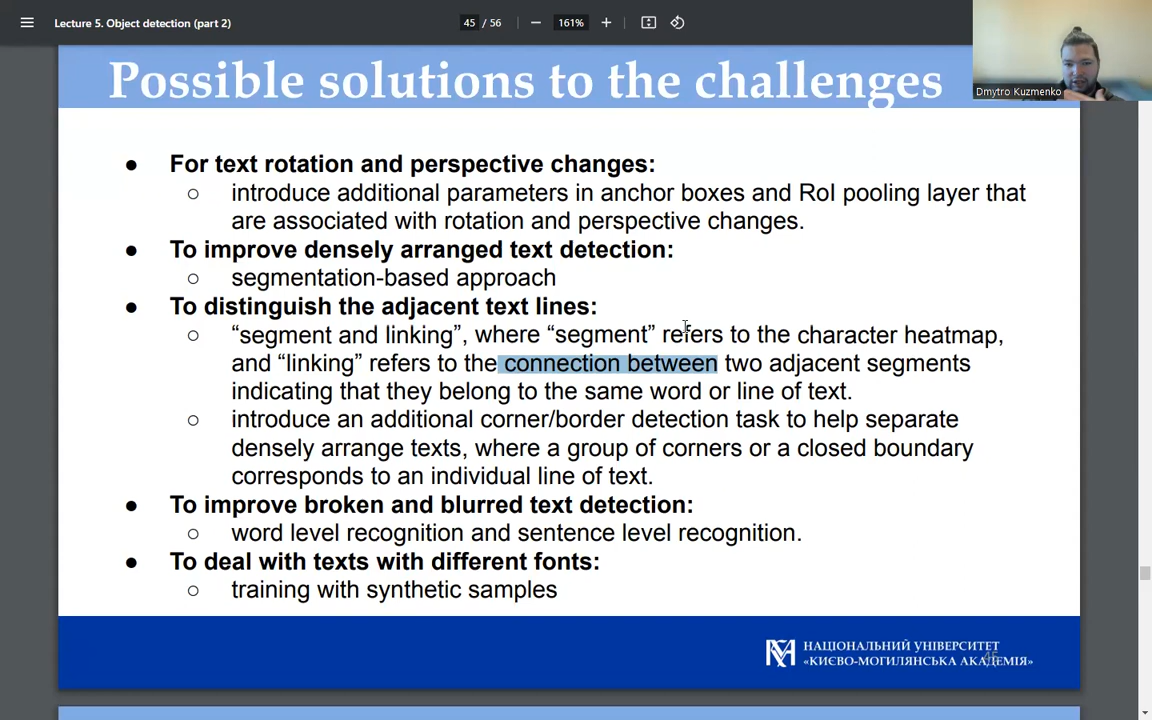 Lecture 5. Object detection (part 2)
45 / 56
161%
Dmytro Kuzmenko
Possible solutions to the challenges
● For text rotation and perspective changes:
○ introduce additional parameters in anchor boxes and RoI pooling layer that
are associated with rotation and perspective changes.
● To improve densely arranged text detection:
○ segmentation-based approach
● To distinguish the adjacent text lines:
○ “segment and linking”, where “segment” refers to the character heatmap,
and “linking” refers to the connection between two adjacent segments
indicating that they belong to the same word or line of text.
○ introduce an additional corner/border detection task to help separate
densely arrange texts, where a group of corners or a closed boundary
corresponds to an individual line of text.
● To improve broken and blurred text detection:
○ word level recognition and sentence level recognition.
● To deal with texts with different fonts:
○ training with synthetic samples
НАЦІОНАЛЬНИЙ УНІВЕРСИТЕТ
«КИЄВО-МОГИЛЯНСЬКА АКАДЕМІЯ»